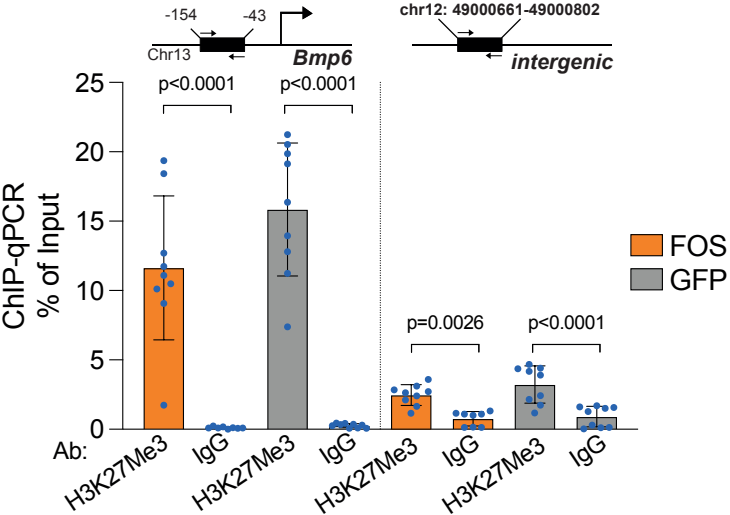 -154
-43
Chr13
Bmp6
chr12: 49000661-49000802
intergenic
ChIP-qPCR
% of Input
25
20
15
10
5
0
p<0.0001
p<0.0001
p=0.0026
p<0.0001
FOS
GFP
Ab:
H3K27Me3
IgG
H3K27Me3
IgG
H3K27Me3
IgG
H3K27Me3
IgG